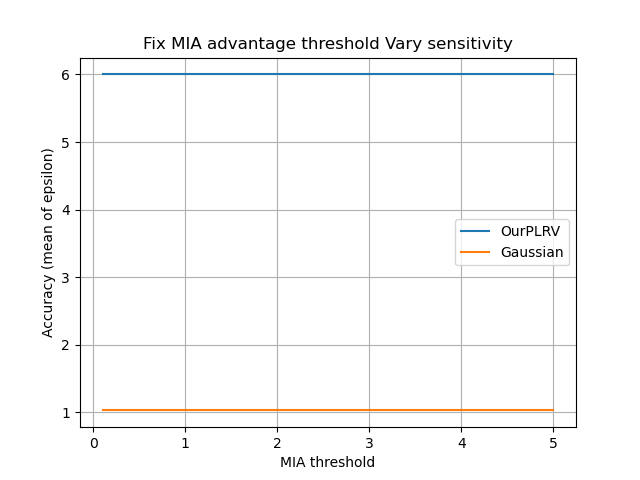 Fix MIA advantage threshold Vary sensitivity
Accuracy (mean of epsilon)
6
5
4
3
2
1
OurPLRV
Gaussian
0 1 2 3 4 5
MIA threshold